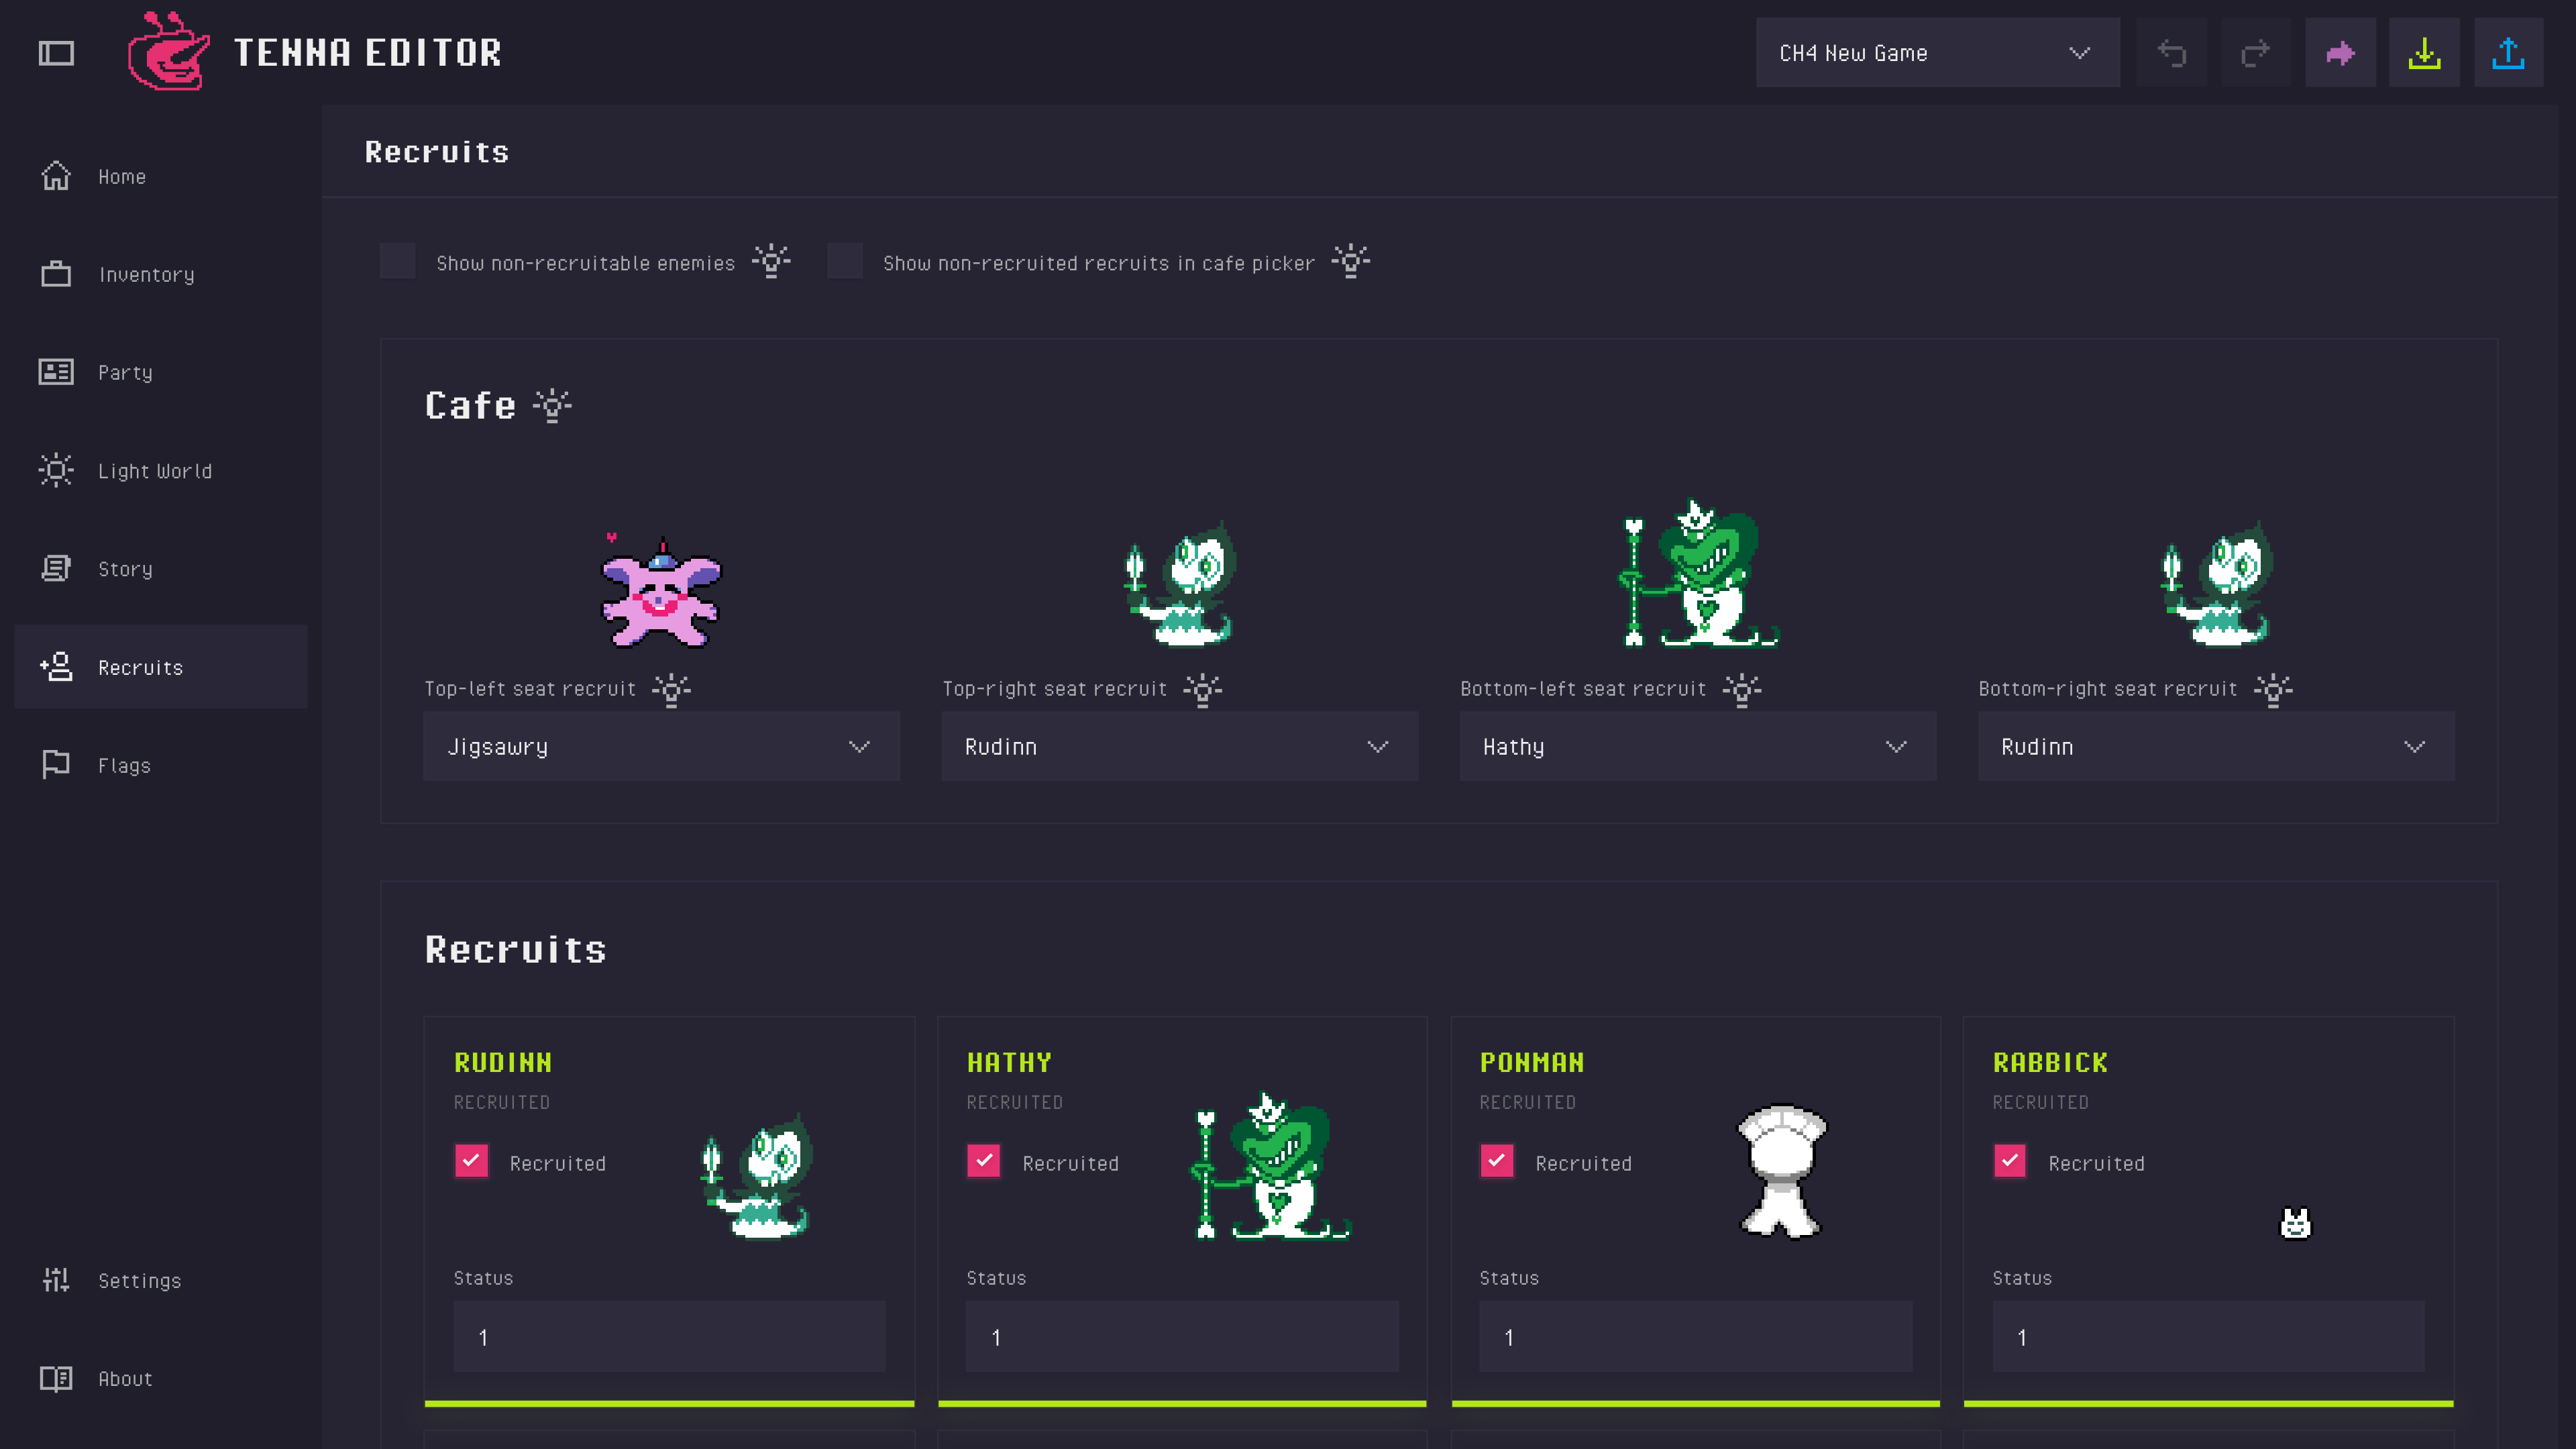 TENNA EDITOR
CH4 New Game
Home
Inventory
Party
Light World
Story
Recruits
Flags
Settings
About
Recruits
Show non-recruitable enemies
Show non-recruited recruits in cafe picker
Cafe
Top-left seat recruit
Jigsawry
Top-right seat recruit
Rudinn
Bottom-left seat recruit
Hathy
Bottom-right seat recruit
Rudinn
Recruits
RUDINN
RECRUITED
Recruited
Status
1
HATHY
RECRUITED
Recruited
Status
1
PONMAN
RECRUITED
Recruited
Status
1
RABBICK
RECRUITED
Recruited
Status
1